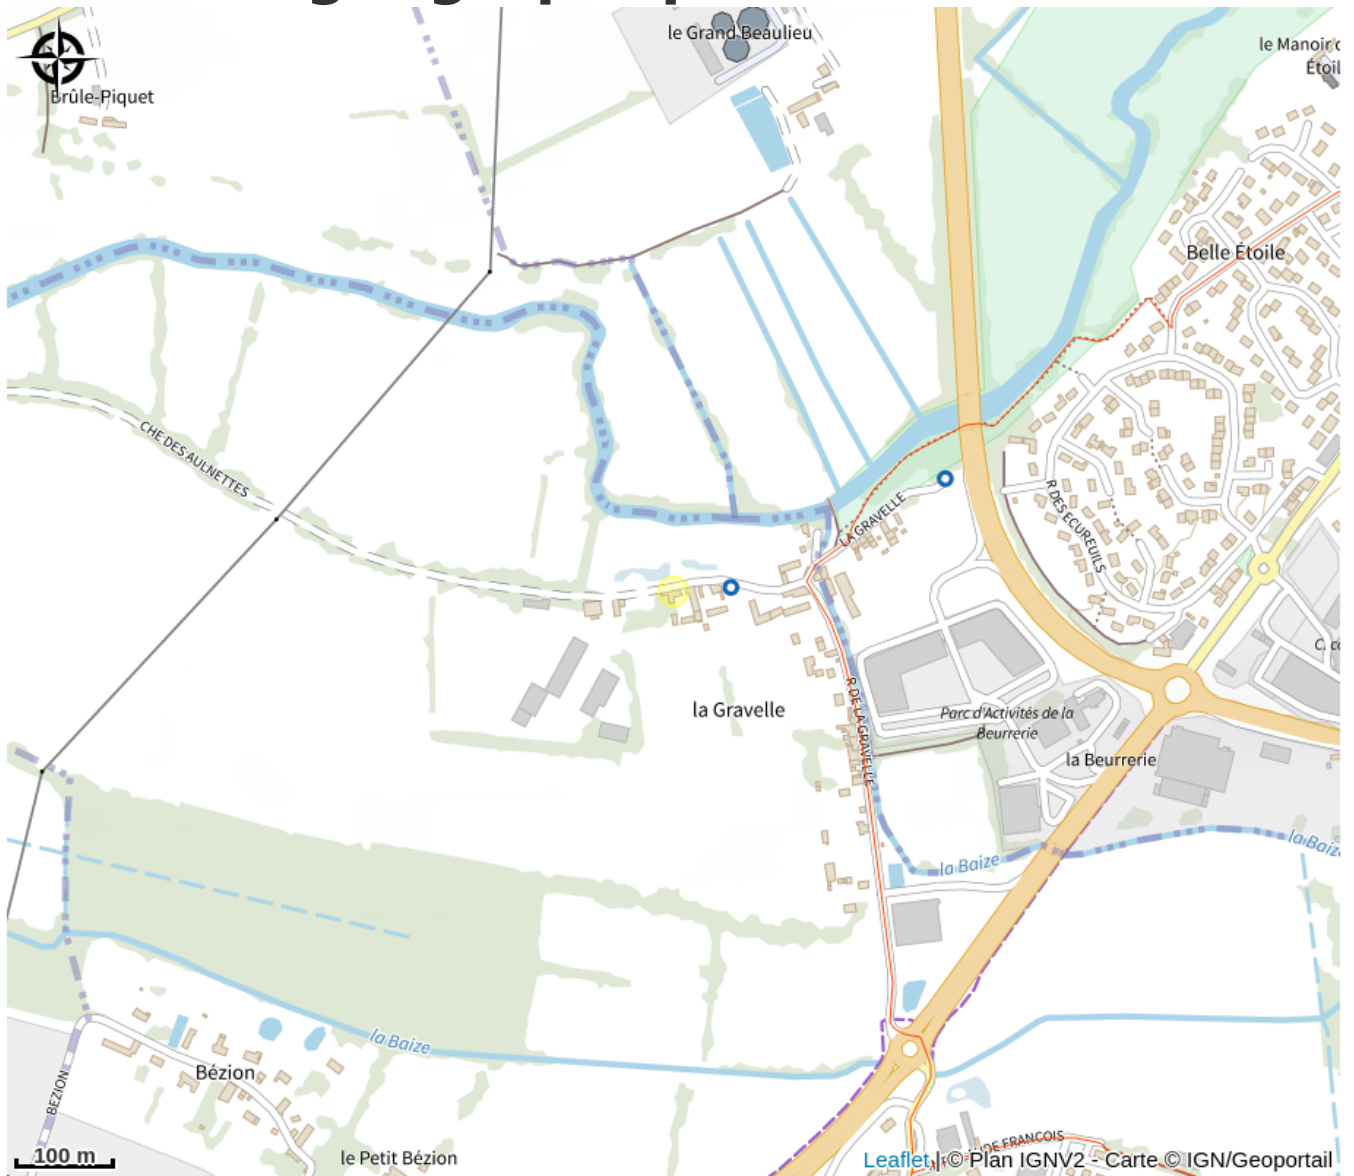 le Grand Beaulieu
le Manoir
Étoil
Brûle-Piquet
Belle Étoile
CHE DES AULNETTES
R DES ECUREUILS
LA GRAVELLE
la Gravelle
R DE LA GRAVELLE
Parc d'Activités de la
Beurrerie
la Beurrerie
la Baize
la Baiz
la Baize
Bézion
BEZION
le Petit Bézion
DE FRANCOIS
100 m
Leaflet | © Plan IGNV2 - Carte © IGN/Geoportail